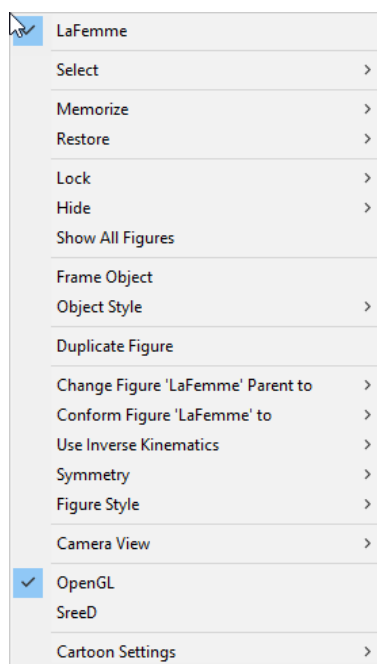 LaFemme
Select
Memorize
Restore
Lock
Hide
Show All Figures
Frame Object
Object Style
Duplicate Figure
Change Figure 'LaFemme' Parent to
Conform Figure 'LaFemme' to
Use Inverse Kinematics
Symmetry
Figure Style
Camera View
OpenGL
SreeD
Cartoon Settings